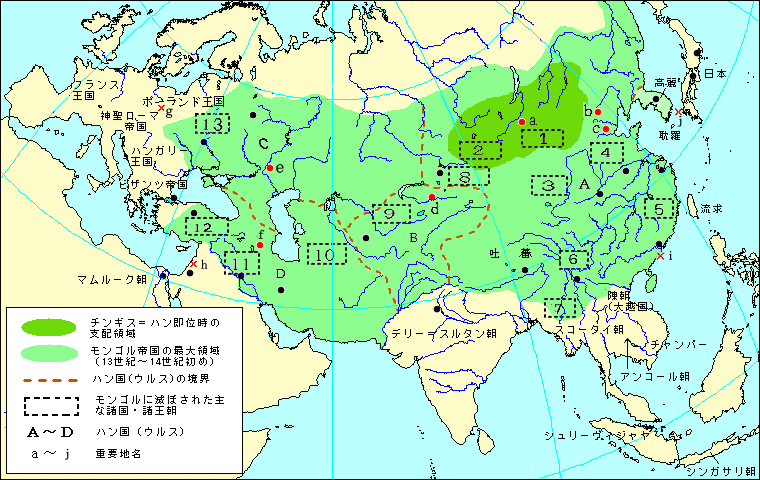 フランス
王国
ポーランド王国
g
神聖ローマ
帝国
13
ハンガリー
王国
C
ビザンツ帝国
e
12
f
11
h
マムルーク朝
D
10
9
B
d
8
2
1
a
b
c
高麗
日本
j
耽羅
4
3
A
5
琉求
i
吐 蕃
6
7
陳朝
(大越国)
スコータイ朝
チャンパー
アンコール朝
デリー=スルタン朝
シュリーヴィジャヤ
シンガサリ朝
チンギス=ハン即位時の
支配領域
モンゴル帝国の最大領域
(13世紀~14世紀初め)
ハン国(ウルス)の境界
モンゴルに滅ぼされた主
な諸国・諸王朝
A~D ハン国(ウルス)
a~j 重要地名